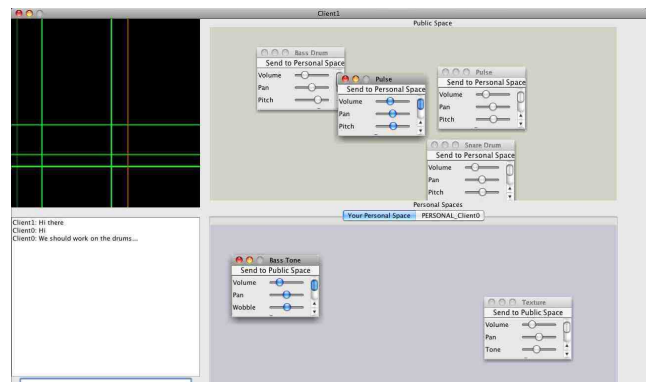 Client1
Public Space
Bass Drum
Send to Personal Space
Volume
Pan
Pitch
Pulse
Send to Personal Space
Volume
Pan
Pitch
Pulse
Send to Personal Space
Volume
Pan
Pitch
Snare Drum
Send to Personal Space
Volume
Pan
Pitch
Personal Spaces
Your Personal Space PERSONAL_Client0
Client1: Hi there
Client0: Hi
Client0: We should work on the drums...
Bass Tone
Send to Public Space
Volume
Pan
Wobble
Texture
Send to Public Space
Volume
Pan
Tone